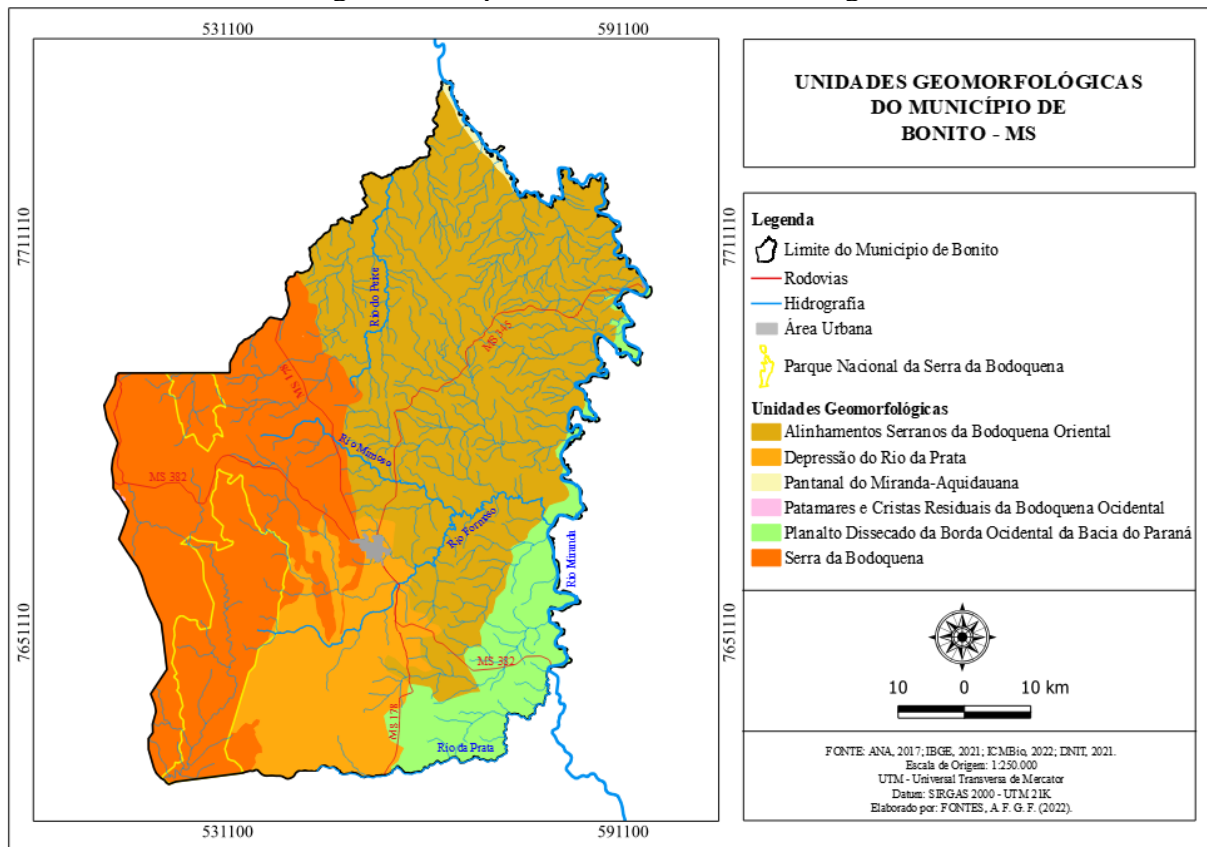 531100
591100
7711110
7711110
7651110
7651110
531100
591100
Rio do Peixe
MS 345
MS 178
Rio Mimoso
MS 382
Rio Formoso
Rio Miranda
MS 382
MS 178
Rio da Prata
UNIDADES GEOMORFOLÓGICAS
DO MUNICÍPIO DE
BONITO - MS
Legenda
Limite do Município de Bonito
Rodovias
Hidrografía
Área Urbana
Parque Nacional da Serra da Bodoquena
Unidades Geomorfológicas
Alinhamentos Serranos da Bodoquena Oriental
Depressão do Rio da Prata
Pantanal do Miranda-Aquidauana
Patamares e Cristas Residuais da Bodoquena Ocidental
Planalto Dissecado da Borda Ocidental da Bacia do Paraná
Serra da Bodoquena
10 0 10 km
FONTE: ANA, 2017; IBGE, 2021; ICMBio, 2022; DNIT, 2021.
Escala de Origem: 1:250.000
UTM - Universal Transversa de Mercator
Datum: SIRGAS 2000 - UTM 21K
Elaborado por: FONTES, A. F. G. F. (2022).